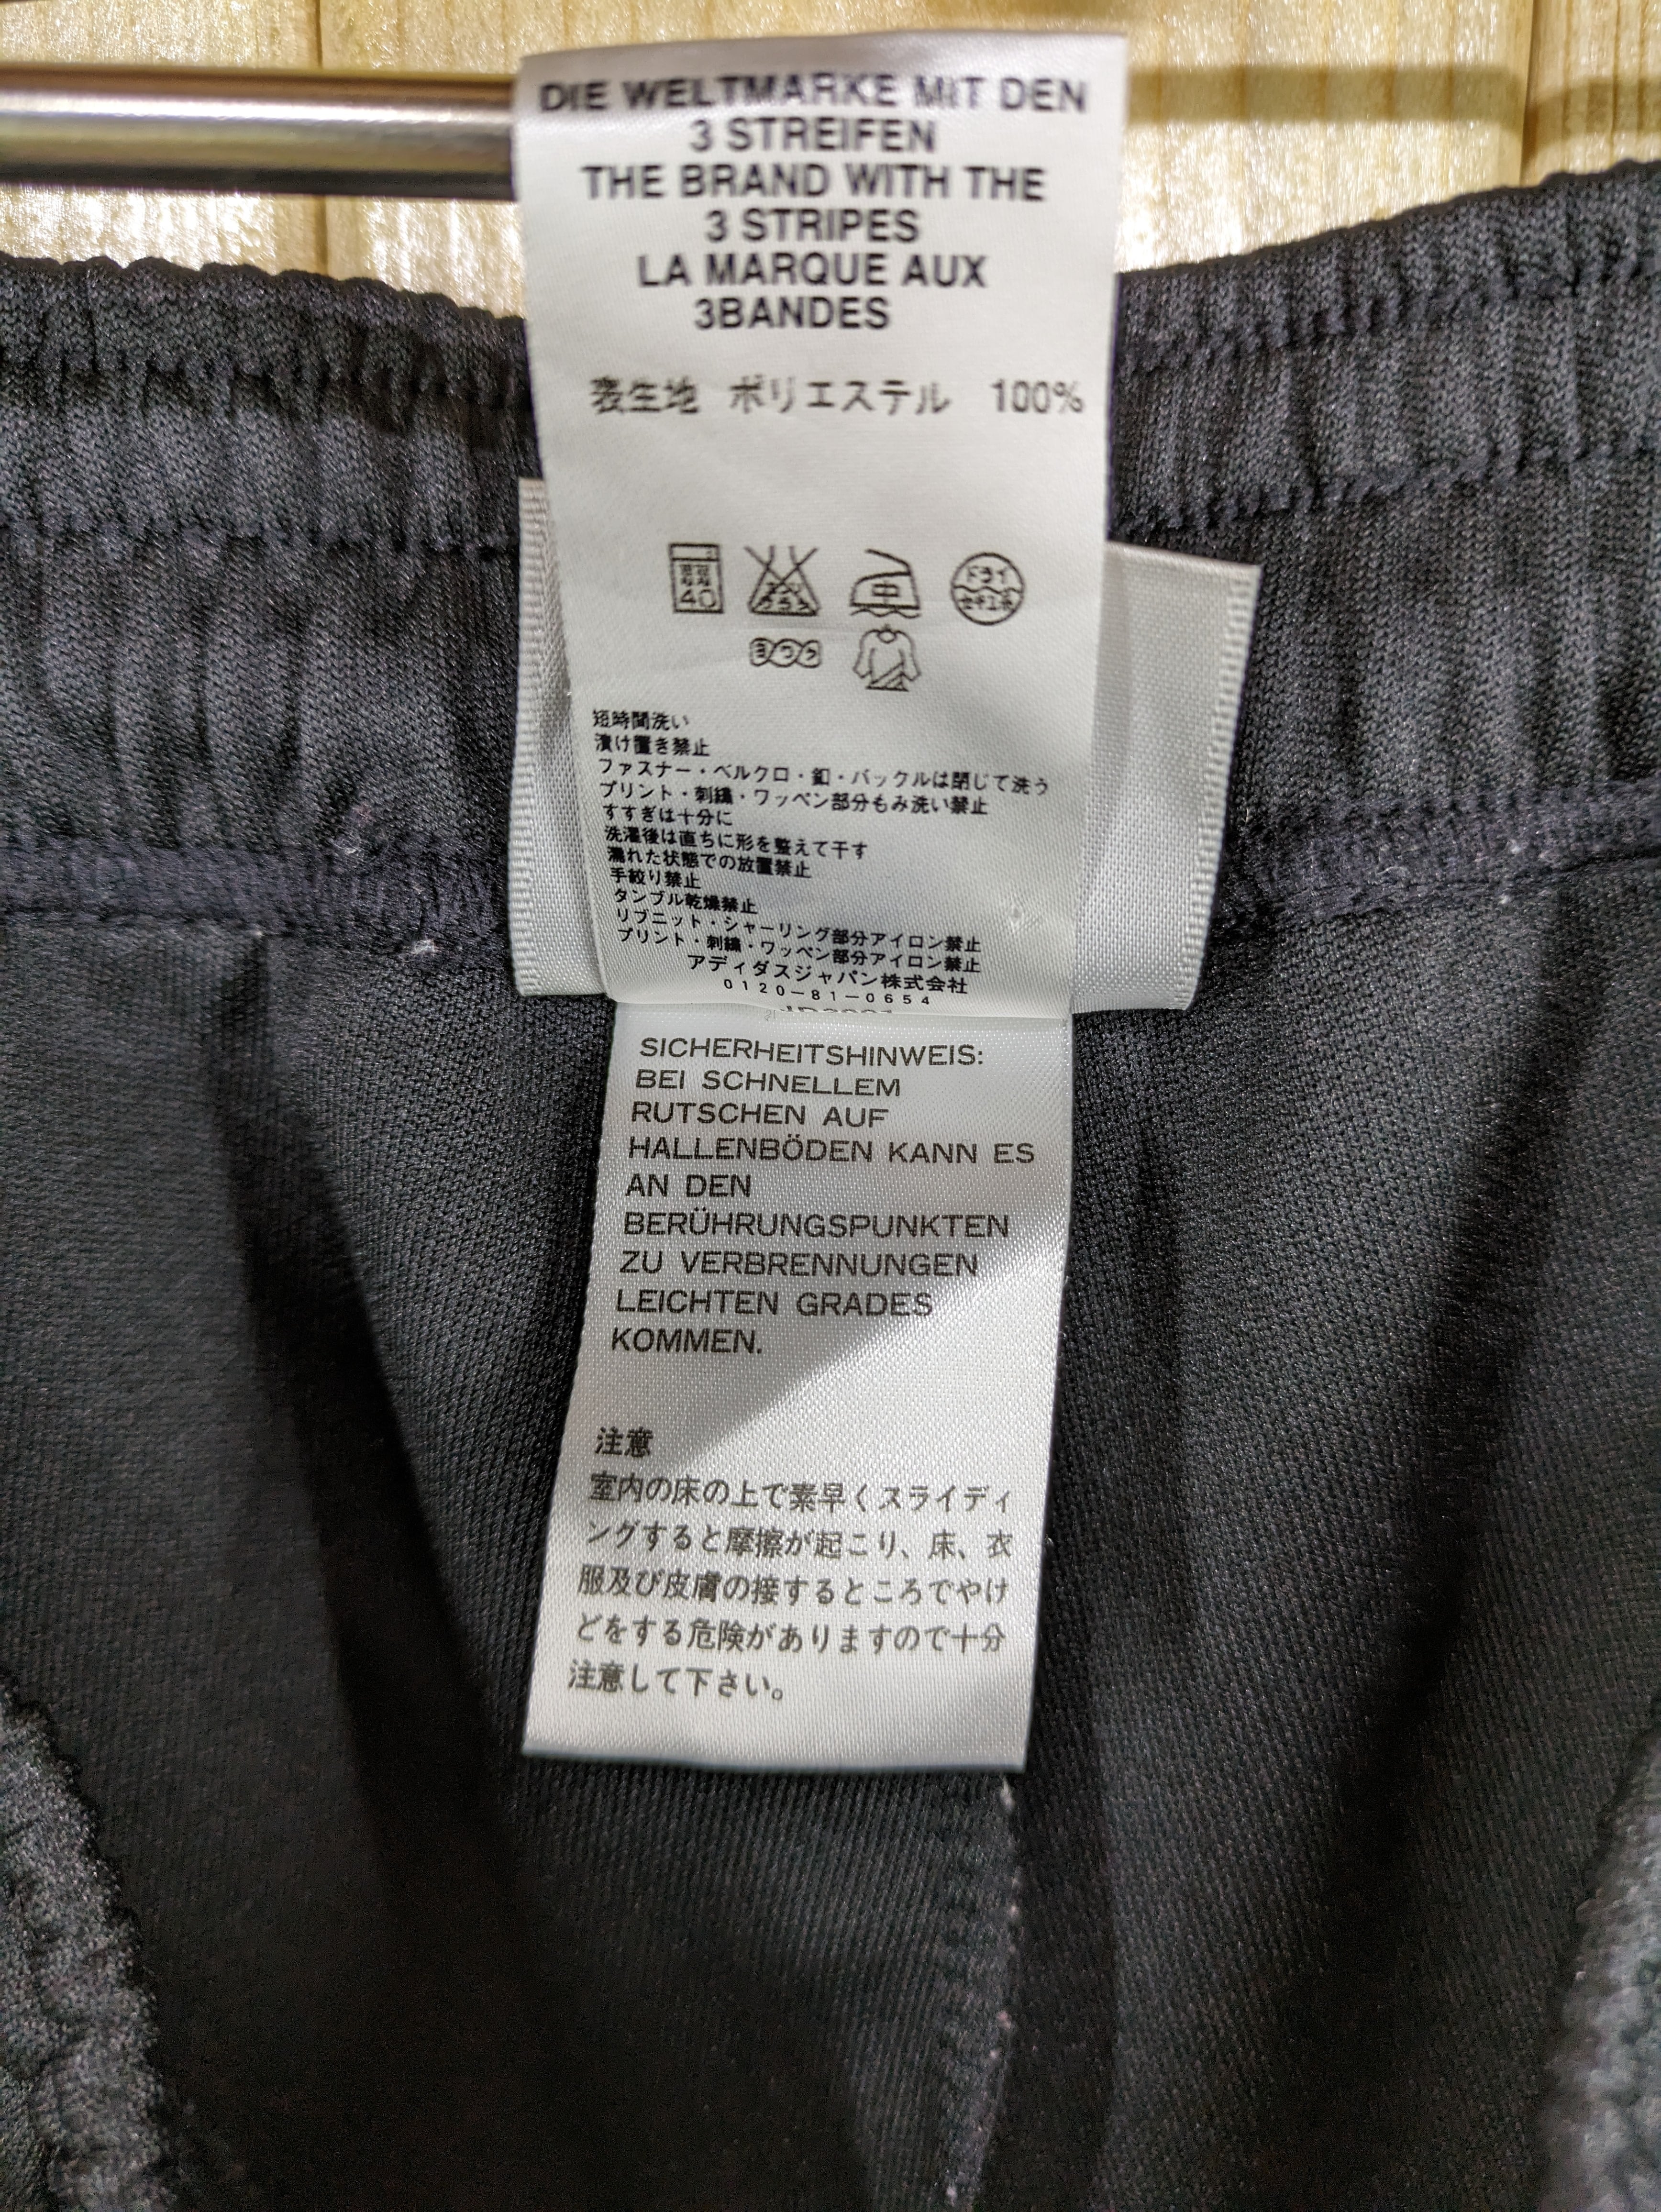 DIE WELTMARKE MIT DEN
3 STREIFEN
THE BRAND WITH THE
3 STRIPES
LA MARQUE AUX
3BANDES
表生地 ポリエステル 100%
40
ドライ
セキユ系
ヨワク
短時間洗い
漬け置き禁止
ファスナー・ベルクロ・釦・バックルは閉じて洗う
プリント・刺繍・ワッペン部分もみ洗い禁止
すすぎは十分に
洗濯後は直ちに形を整えて干す
濡れた状態での放置禁止
手絞り禁止
タンブル乾燥禁止
リブニット・シャーリング部分アイロン禁止
プリント・刺繍・ワッペン部分アイロン禁止
アディダスジャパン株式会社
0120-81-0654
SICHERHEITSHINWEIS:
BEI SCHNELLEM
RUTSCHEN AUF
HALLENBÖDEN KANN ES
AN DEN
BERÜHRUNGSPUNKTEN
ZU VERBRENNUNGEN
LEICHTEN GRADES
KOMMEN.
注意
室内の床の上で素早くスライディ
ングすると摩擦が起こり、床、衣
服及び皮膚の接するところでやけ
どをする危険がありますので十分
注意して下さい。